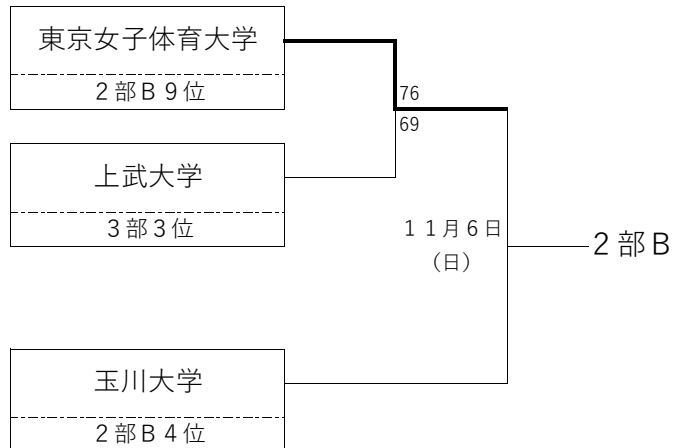 東京女子体育大学
２部Ｂ９位
76
69
上武大学
３部３位
１１月６日
（日）
２部Ｂ
玉川大学
２部Ｂ４位